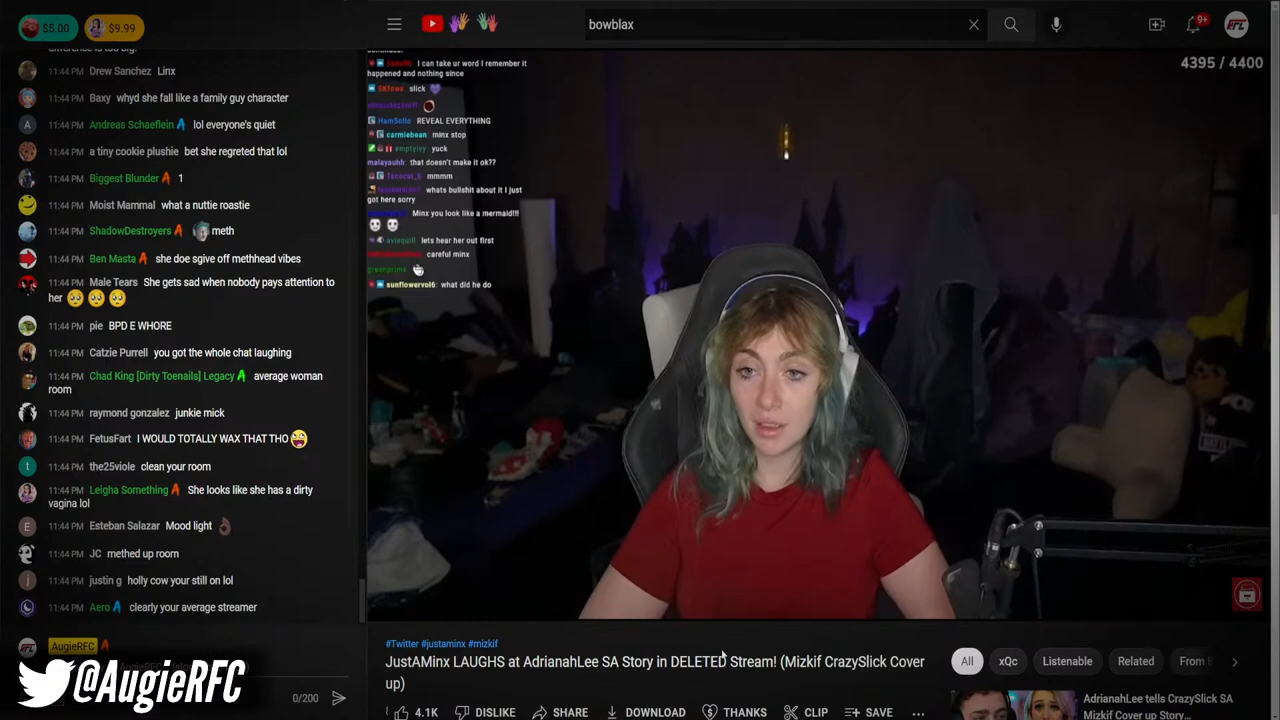 $5.00
$9.99
bowblax
9+
4395 / 4400
11:44 PM Drew Sanchez Linx
11:44 PM Baxy whyd she fall like a family guy character
11:44 PM Andreas Schaeflein lol everyone's quiet
11:44 PM a tiny cookie plushie bet she regretted that lol
11:44 PM Biggest Blunder 1
11:44 PM Moist Mammal what a nuttie roastie
11:44 PM ShadowDestroyers meth
11:44 PM Ben Masta she doe sgive off methhead vibes
11:44 PM Male Tears She gets sad when nobody pays attention to
her
11:44 PM pie BPD E WHORE
11:44 PM Catzie Purrell you got the whole chat laughing
11:44 PM Chad King [Dirty Toenails] Legacy average woman
room
11:44 PM raymond gonzalez junkie mick
11:44 PM FetusFart I WOULD TOTALLY WAX THAT THO
11:44 PM the25viole clean your room
11:44 PM Leigha Something She looks like she has a dirty
vagina lol
11:44 PM Esteban Salazar Mood light
11:44 PM JC methed up room
11:44 PM justin g holly cow your still on lol
11:44 PM Aero clearly your average streamer
AugieRFC
@AugieRFC
0/200
I can take ur word I remember it
happened and nothing since
slick
HamSollo REVEAL EVERYTHING
carmiebean: minx stop
emptyivy: yuck
malayauhh: that doesn't make it ok??
mmmm
whats bullshit about it I just
got here sorry
Minx you look like a mermaid!!!
aviequill lets hear her out first
careful minx
greenprima
sunflowervol6: what did he do
#Twitter #justaminx #mizkif
JustAMinx LAUGHS at AdrianahLee SA Story in DELETED Stream! (Mizkif CrazySlick Cover
up)
4.1K DISLIKE SHARE DOWNLOAD THANKS CLIP SAVE
All xQc Listenable Related From
AdrianahLee tells CrazySlick SA
Mizkif Cover up Story